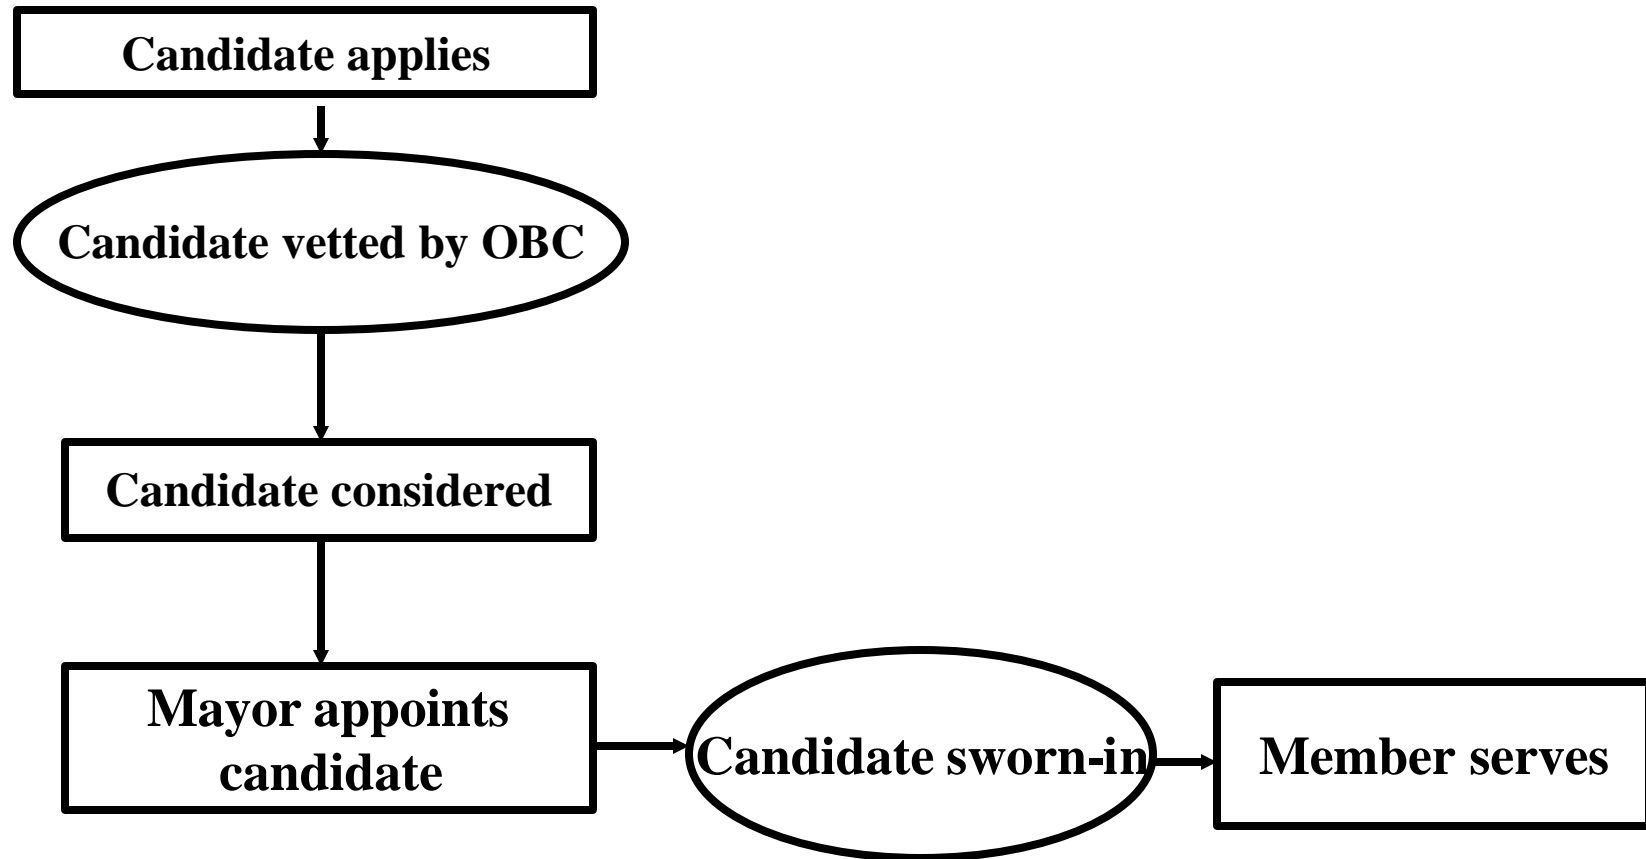 Candidate applies
Candidate vetted by OBC
Candidate considered
Mayor appoints
candidate
Candidate sworn-in
Member serves